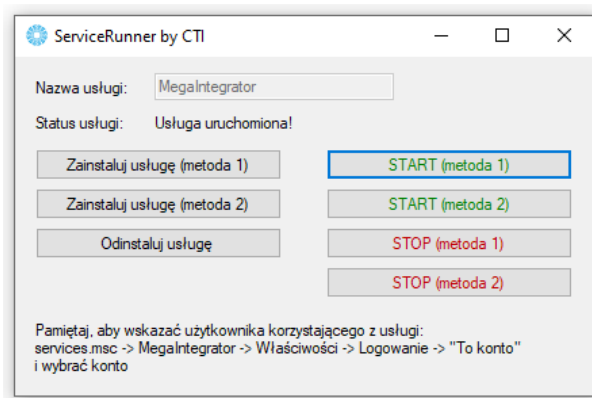 ServiceRunner by CTI
Nazwa usługi: MegaIntegrator
Status usługi: Usługa uruchomiona!
Zainstaluj usługę (metoda 1) START (metoda 1)
Zainstaluj usługę (metoda 2) START (metoda 2)
Odinstaluj usługę STOP (metoda 1)
STOP (metoda 2)
Pamiętaj, aby wskazać użytkownika korzystającego z usługi:
services.msc -> MegaIntegrator -> Właściwości -> Logowanie -> "To konto"
i wybrać konto